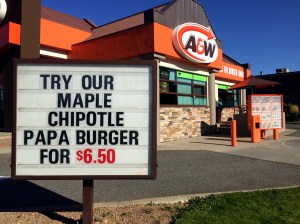 TRY OUR
MAPLE
CHIPOTLE
PAPA BURGER
FOR $6.50
A&W